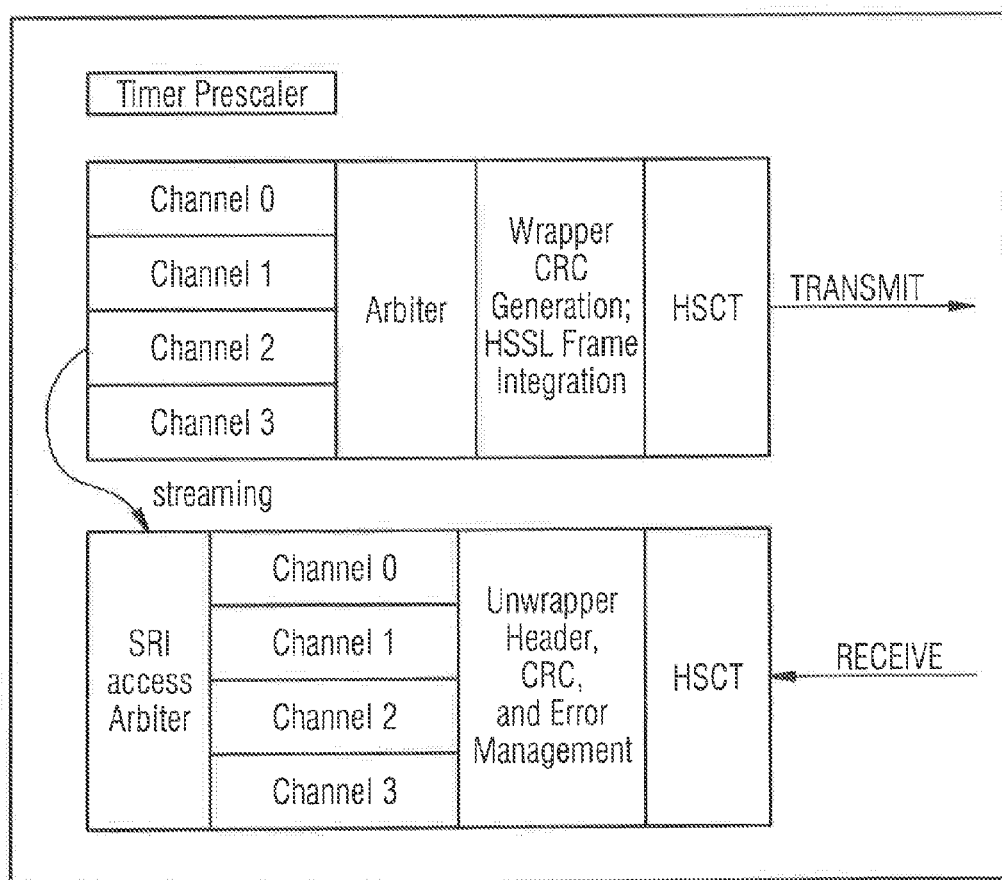 Timer Prescaler
Channel 0
Channel 1
Channel 2
Channel 3
Arbiter
Wrapper
CRC
Generation;
HSSL Frame
Integration
HSCT
TRANSMIT
streaming
SRI
access
Arbiter
Channel 0
Channel 1
Channel 2
Channel 3
Unwrapper
Header,
CRC,
and Error
Management
HSCT
RECEIVE